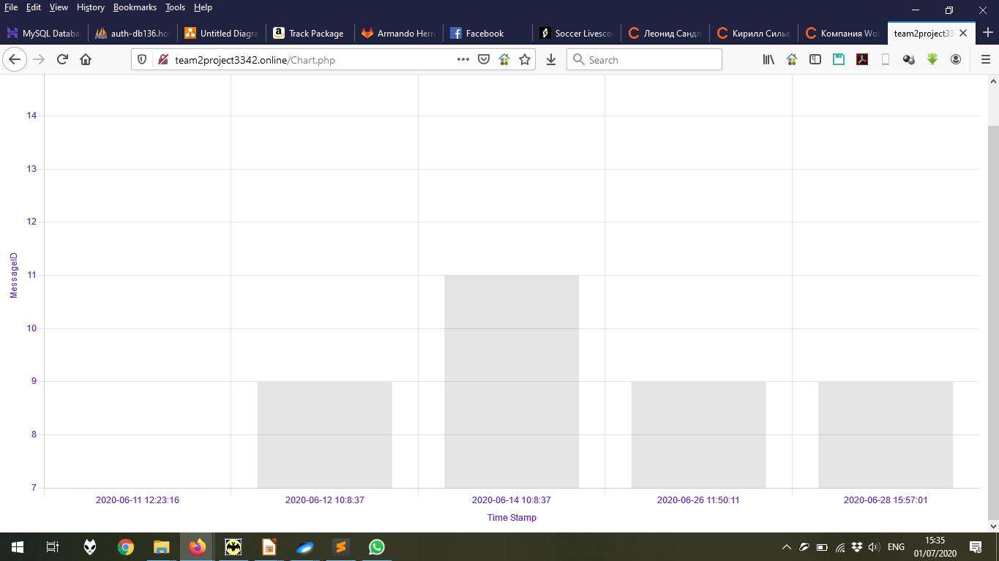 File Edit View History Bookmarks Tools Help
MySQL Databa
auth-db136.ho
Untitled Diagra
Track Package
Armando Herr
Facebook
Soccer Livesco
Леонид Сандл
Кирилл Сильв
Компания Wo
team2project33
team2project3342.online/Chart.php
Search
14
13
12
11
10
9
8
7
MessageID
2020-06-11 12:23:16
2020-06-12 10:8:37
2020-06-14 10:8:37
2020-06-26 11:50:11
2020-06-28 15:57:01
Time Stamp
ENG
15:35
01/07/2020